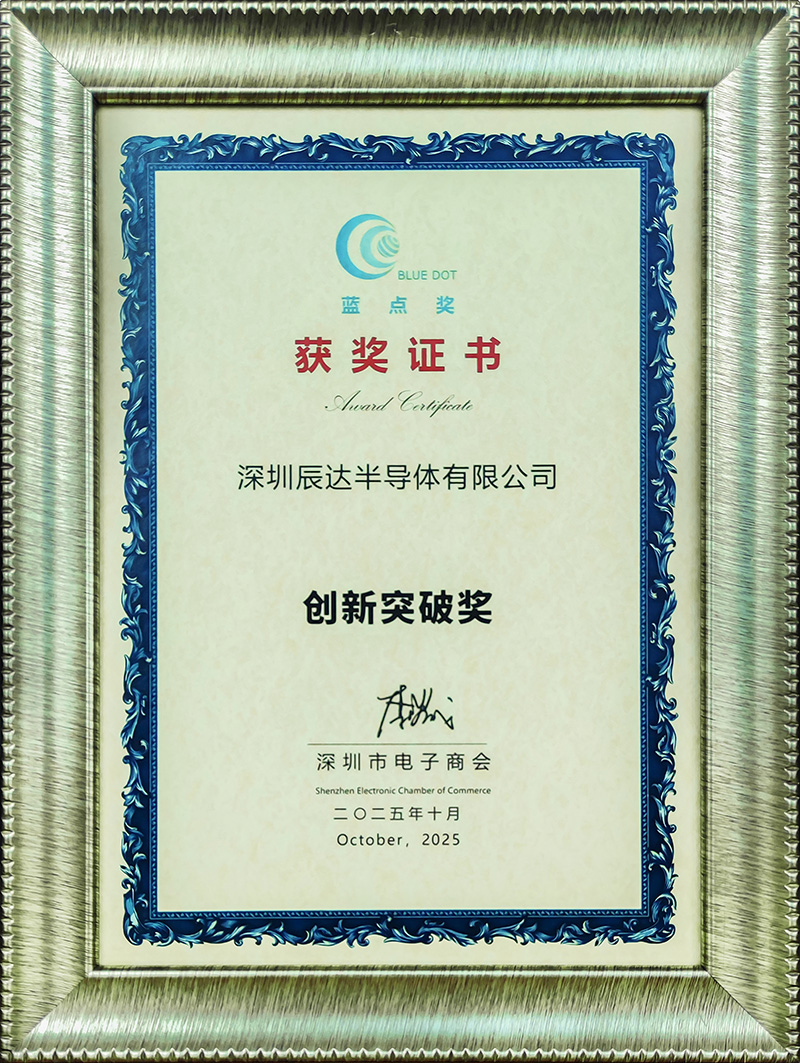 BLUE DOT
蓝点奖
获奖证书
Award Certificate
深圳辰达半导体有限公司
创新突破奖
深圳市电子商会
Shenzhen Electronic Chamber of Commerce
二〇二五年十月
October, 2025